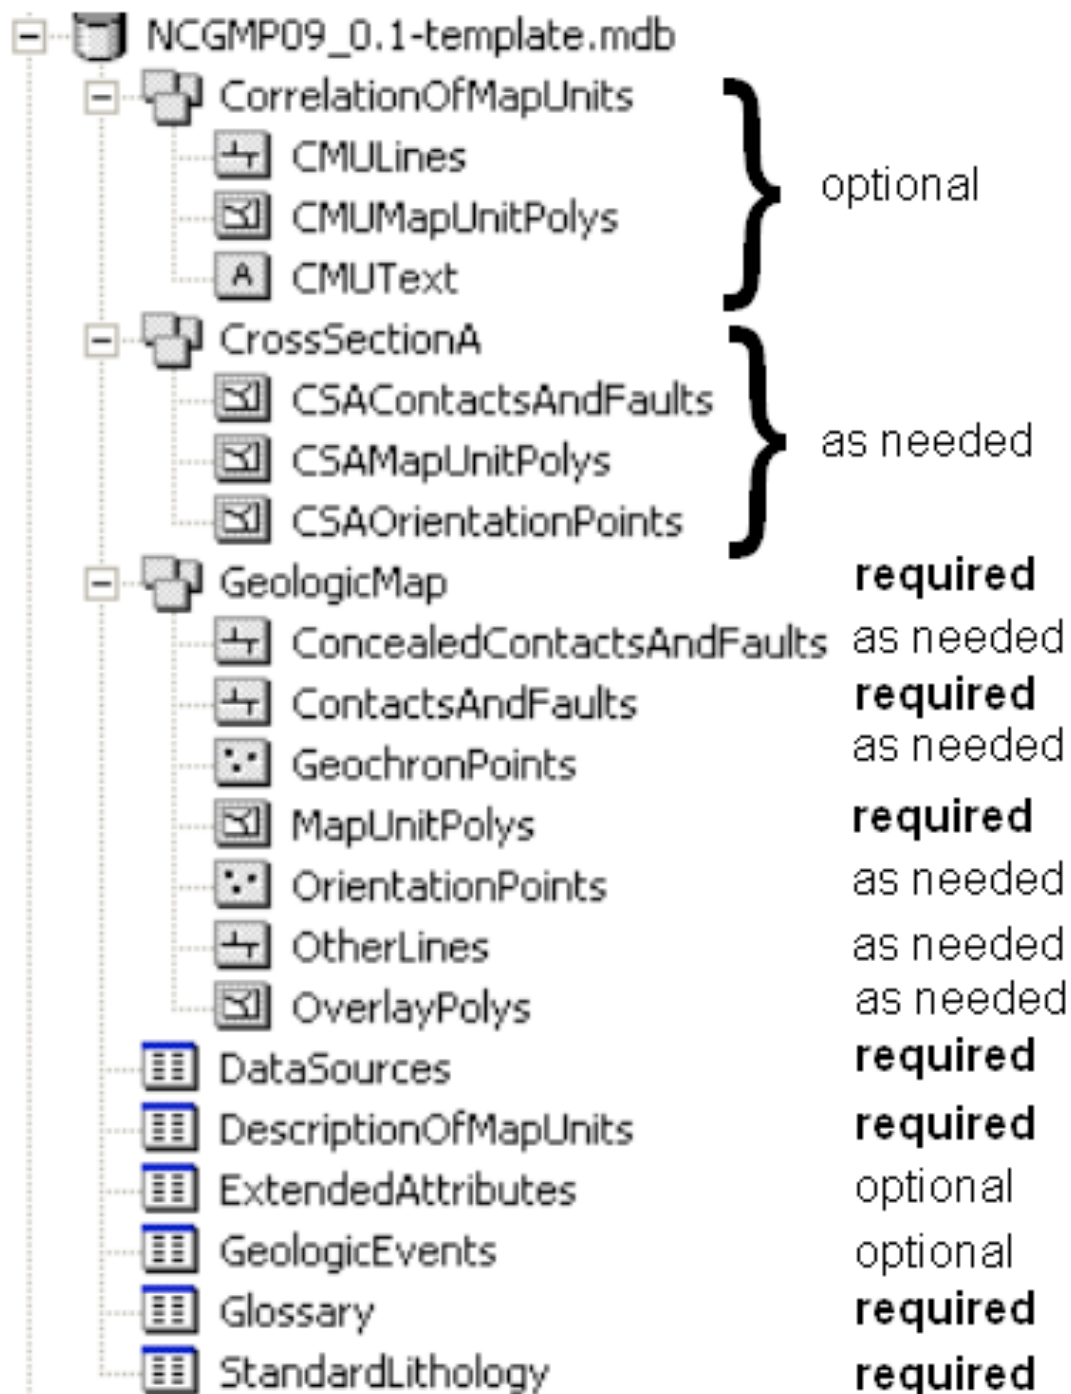 NCGMP09_0.1-template.mdb
CorrelationOfMapUnits
CMULines
CMUMapUnitPolys
A CMUText
optional
CrossSectionA
CSAContactsAndFaults
CSAMapUnitPolys
CSAOrientationPoints
as needed
GeologicMap required
ConcealedContactsAndFaults as needed
ContactsAndFaults required
GeochronPoints as needed
MapUnitPolys required
OrientationPoints as needed
OtherLines as needed
OverlayPolys as needed
DataSources required
DescriptionOfMapUnits required
ExtendedAttributes optional
GeologicEvents optional
Glossary required
StandardLithology required